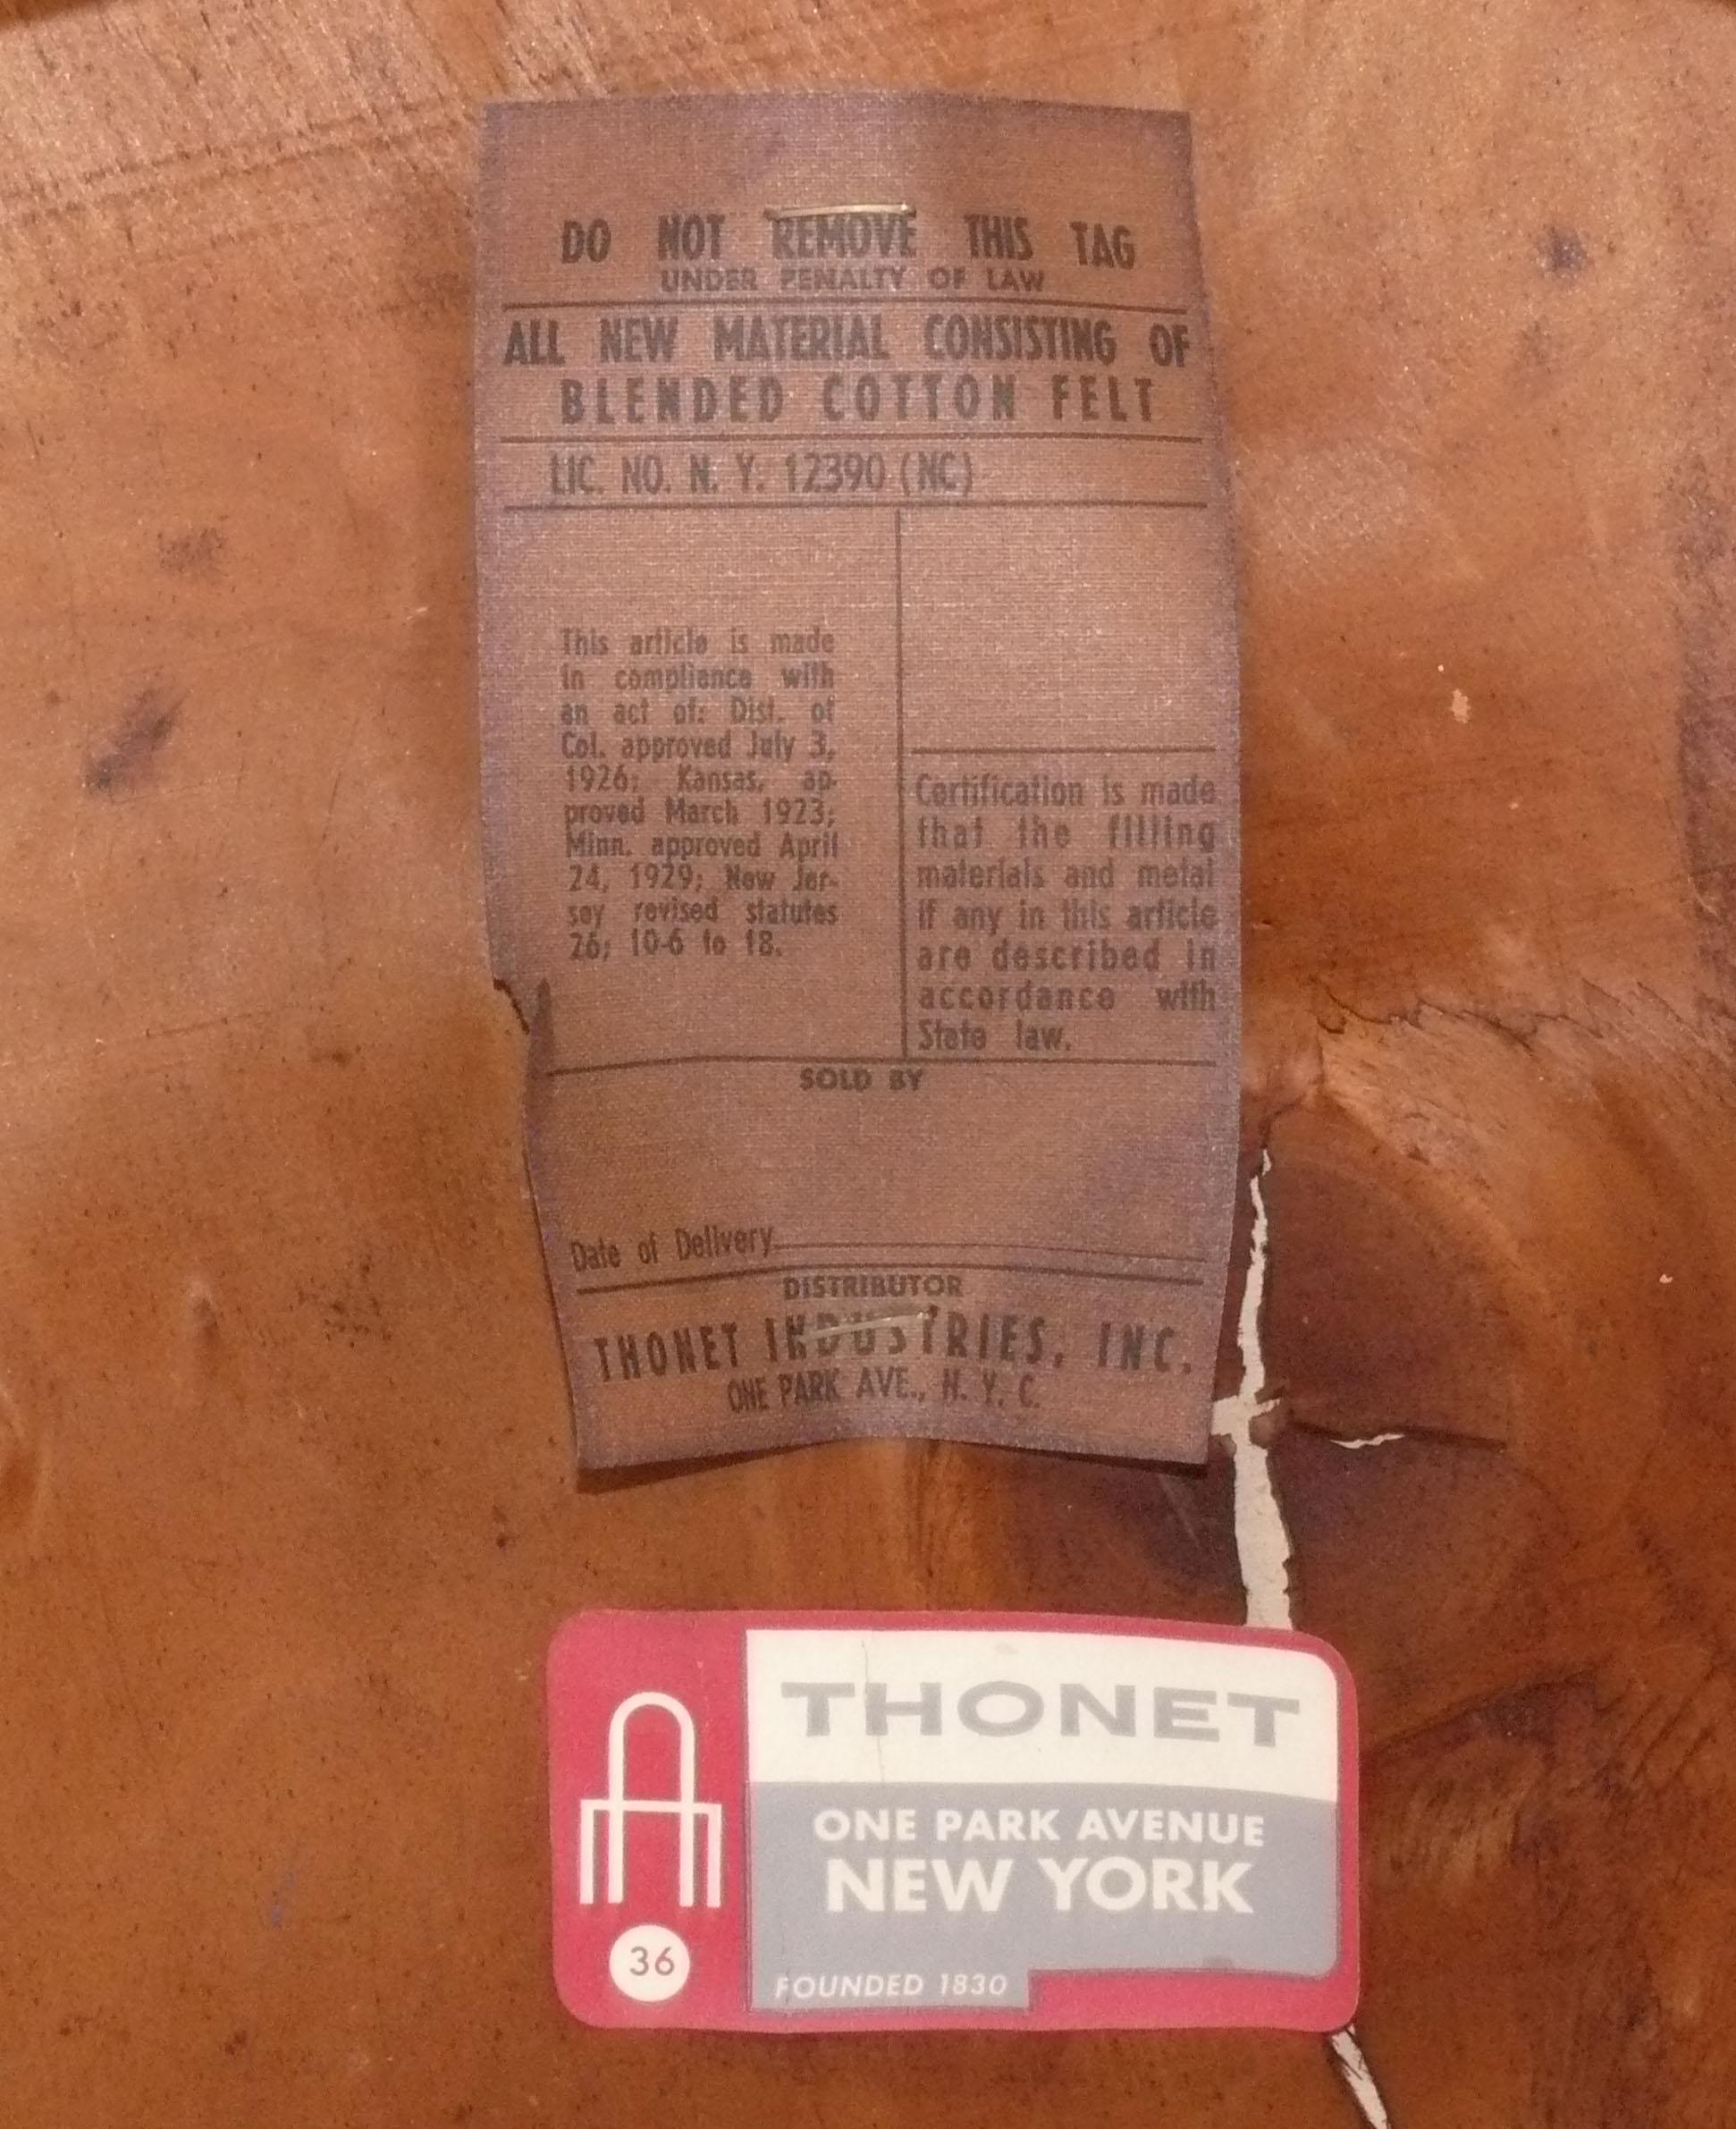 DO NOT REMOVE THIS TAG
UNDER PENALTY OF LAW
ALL NEW MATERIAL CONSISTING OF
BLENDED COTTON FELT
LIC. NO. N. Y. 12390 (NC)
This article is made
in compliance with
an act of: Dist. of
Col. approved July 3,
1926; Kansas, ap-
proved March 1923;
Minn. approved April
24, 1929; New Jer-
sey revised statutes
26; 10-6 to 18.
Certification is made
that the filling
materials and metal
if any in this article
are described in
accordance with
State law.
SOLD BY
Date of Delivery
DISTRIBUTOR
THONET INDUSTRIES, INC.
ONE PARK AVE., N. Y. C.
THONET
ONE PARK AVENUE
NEW YORK
36
FOUNDED 1830